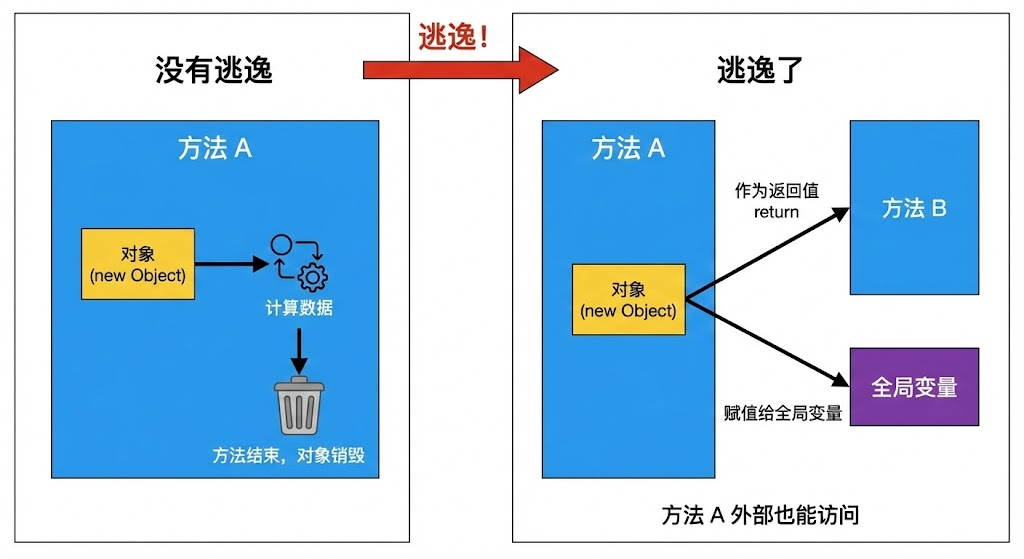 没有逃逸
逃逸！
逃逸了
方法 A
对象
(new Object)
计算数据
方法结束，对象销毁
方法 A
对象
(new Object)
作为返回值
return
方法 B
赋值给全局变量
全局变量
方法 A 外部也能访问